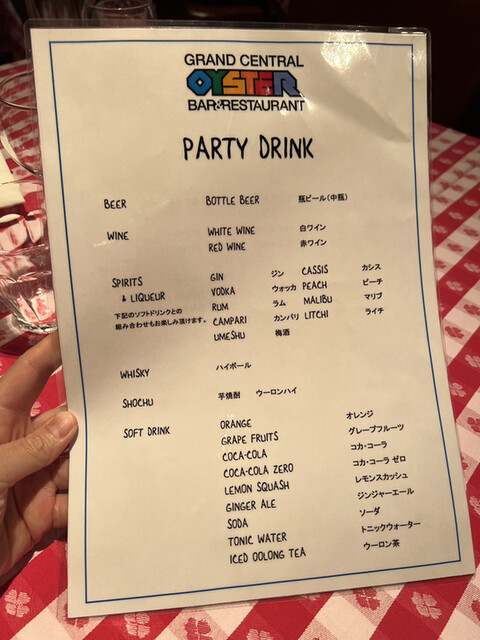 GRAND CENTRAL
OYSTER
BAR & RESTAURANT
PARTY DRINK
BEER BOTTLE BEER 瓶ビール(中瓶)
WINE WHITE WINE 白ワイン
RED WINE 赤ワイン
SPIRITS & LIQUEUR
下記のソフトドリンクとの
組み合わせもお楽しみ頂けます。
GIN ジン CASSIS カシス
VODKA ウォッカ PEACH ピーチ
RUM ラム MALIBU マリブ
CAMPARI カンパリ LITCHI ライチ
UMESHU 梅酒
WHISKY ハイボール
SHOCHU 芋焼酎 ウーロンハイ
SOFT DRINK ORANGE オレンジ
GRAPE FRUITS グレープフルーツ
COCA-COLA コカ・コーラ
COCA-COLA ZERO コカ・コーラ ゼロ
LEMON SQUASH レモンスカッシュ
GINGER ALE ジンジャーエール
SODA ソーダ
TONIC WATER トニックウォーター
ICED OOLONG TEA ウーロン茶